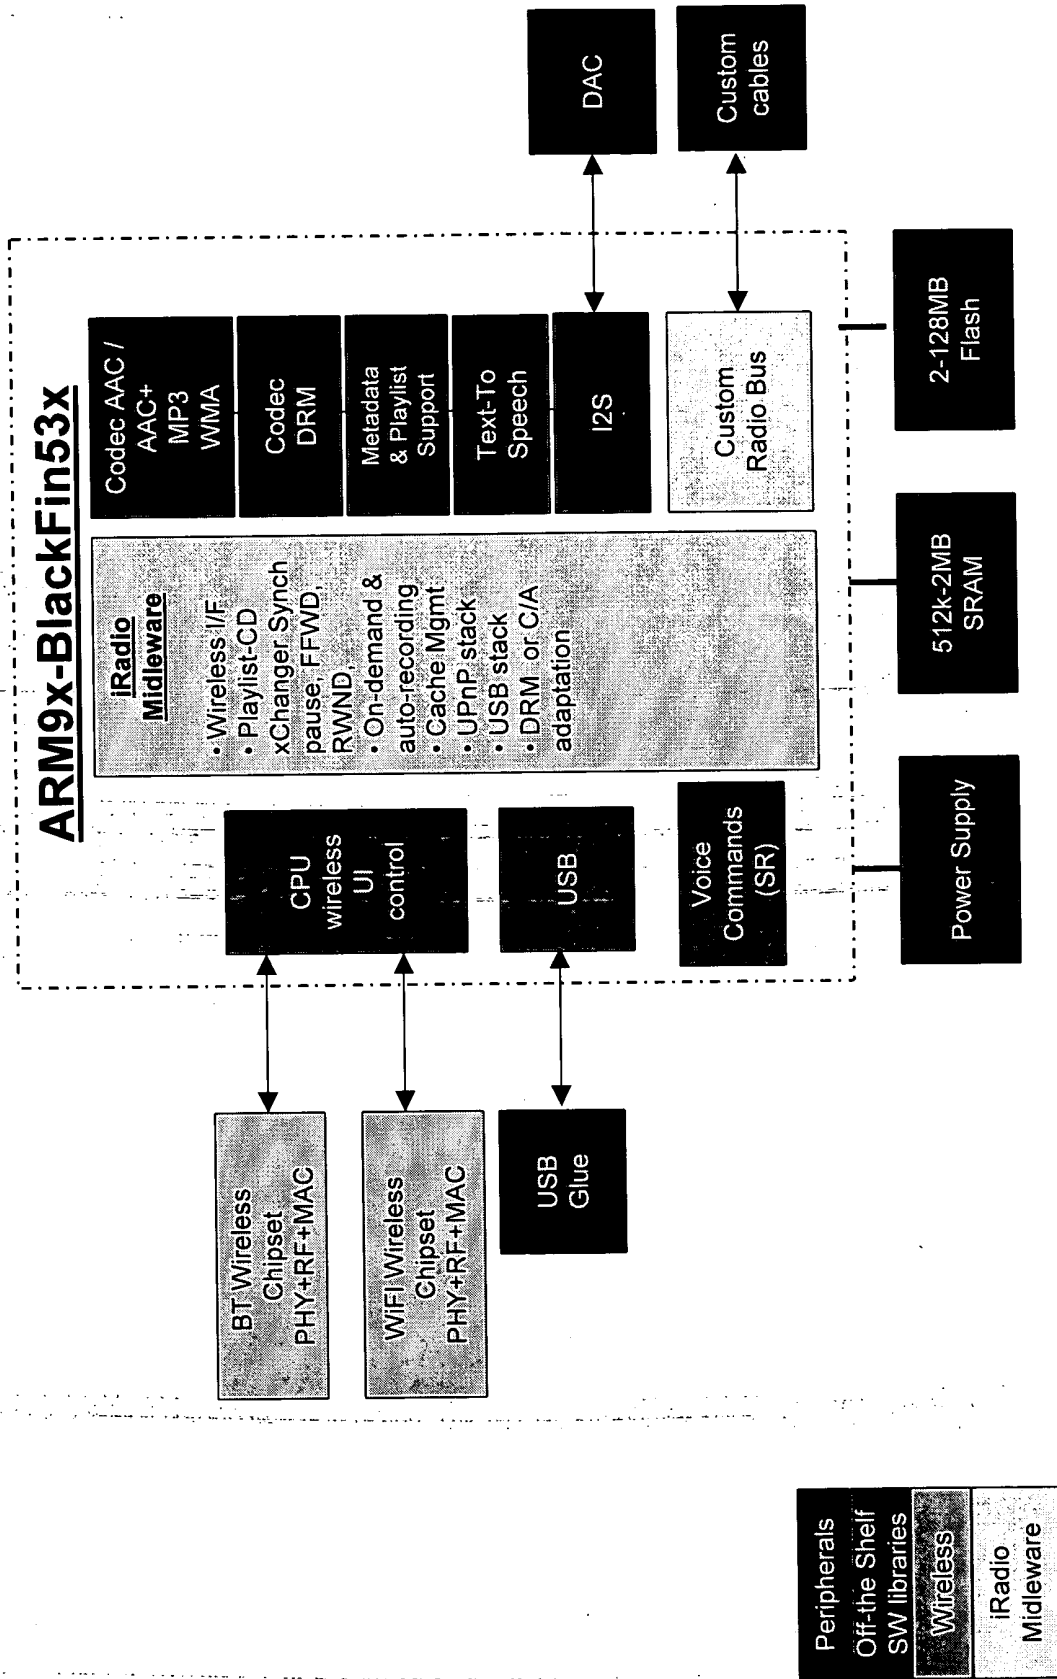 ARM9x-BlackFin53x
BT Wireless
Chipset
PHY+RF+MAC
WiFI Wireless
Chipset
PHY+RF+MAC
USB
Glue
CPU
wireless
UI
control
USB
Voice
Commands
(SR)
iRadio
Midleware
• Wireless I/F
• Playlist-CD
xChanger Synch
pause, FFWD,
RWND,
• On-demand &
auto-recording
• Cache Mgmt
• UPnP stack
• USB stack
• DRM or C/A
adaptation
Codec AAC /
AAC+
MP3
WMA
Codec
DRM
Metadata
& Playlist
Support
Text-To
Speech
I2S
Custom
Radio Bus
DAC
Custom
cables
Power Supply
512k-2MB
SRAM
2-128MB
Flash
Peripherals
Off-the Shelf
SW libraries
Wireless
iRadio
Midleware